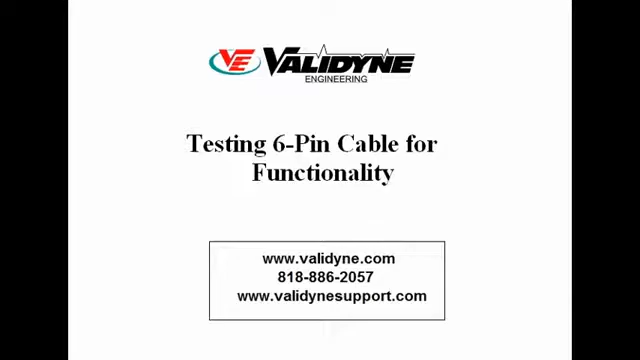 VE VALIDYNE
ENGINEERING
Testing 6-Pin Cable for
Functionality
www.validyne.com
818-886-2057
www.validynesupport.com